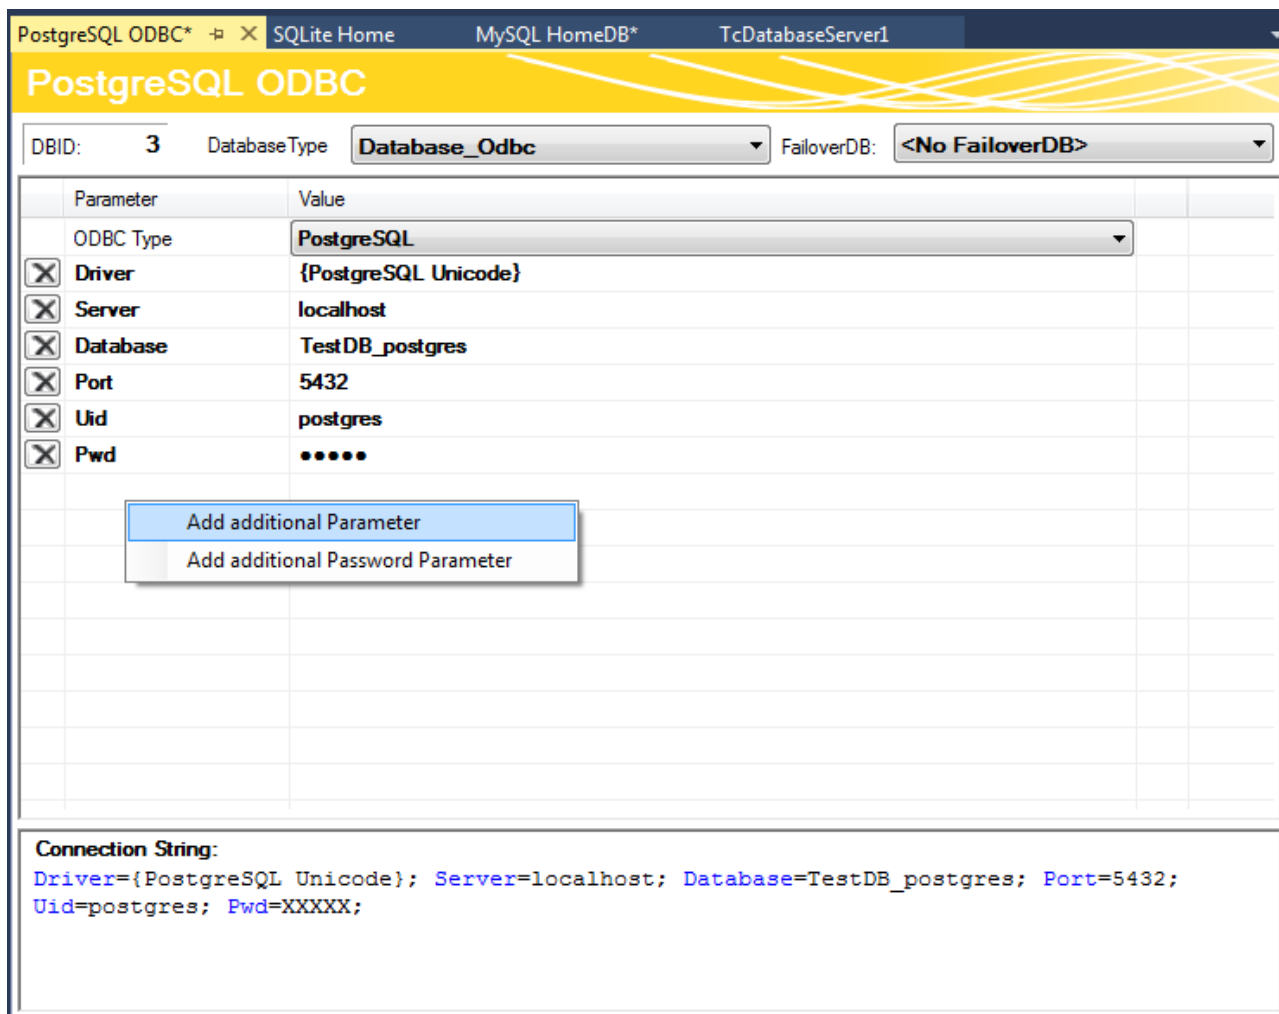 PostgreSQL ODBC* SQLite Home MySQL HomeDB* TcDatabaseServer1
PostgreSQL ODBC
DBID: 3 DatabaseType Database_Odbc FailoverDB: <No FailoverDB>
Parameter Value
ODBC Type PostgreSQL
Driver {PostgreSQL Unicode}
Server localhost
Database TestDB_postgres
Port 5432
Uid postgres
Pwd •••••
Add additional Parameter
Add additional Password Parameter
Connection String:
Driver={PostgreSQL Unicode}; Server=localhost; Database=TestDB_postgres; Port=5432;
Uid=postgres; Pwd=XXXXX;